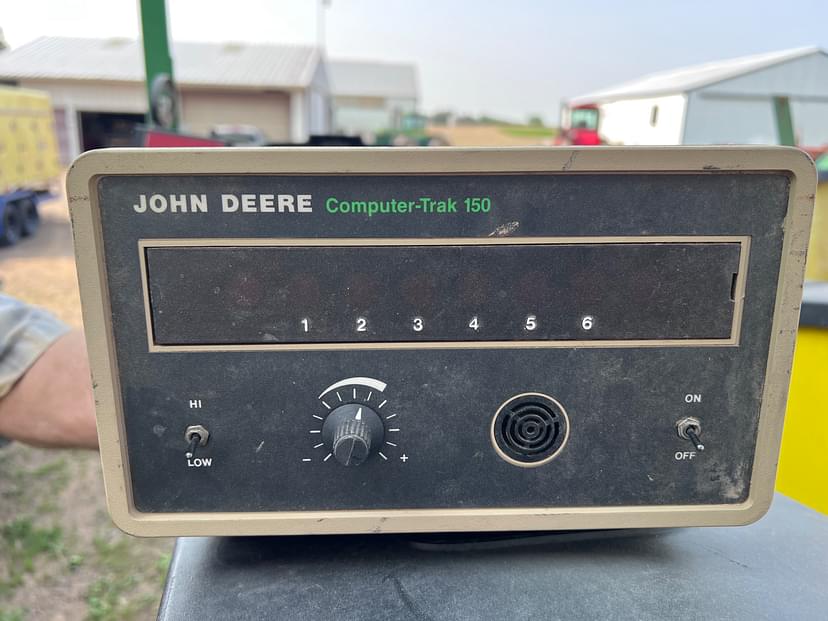 JOHN DEERE Computer-Trak 150
1 2 3 4 5 6
HI
ON
LOW
OFF
- +